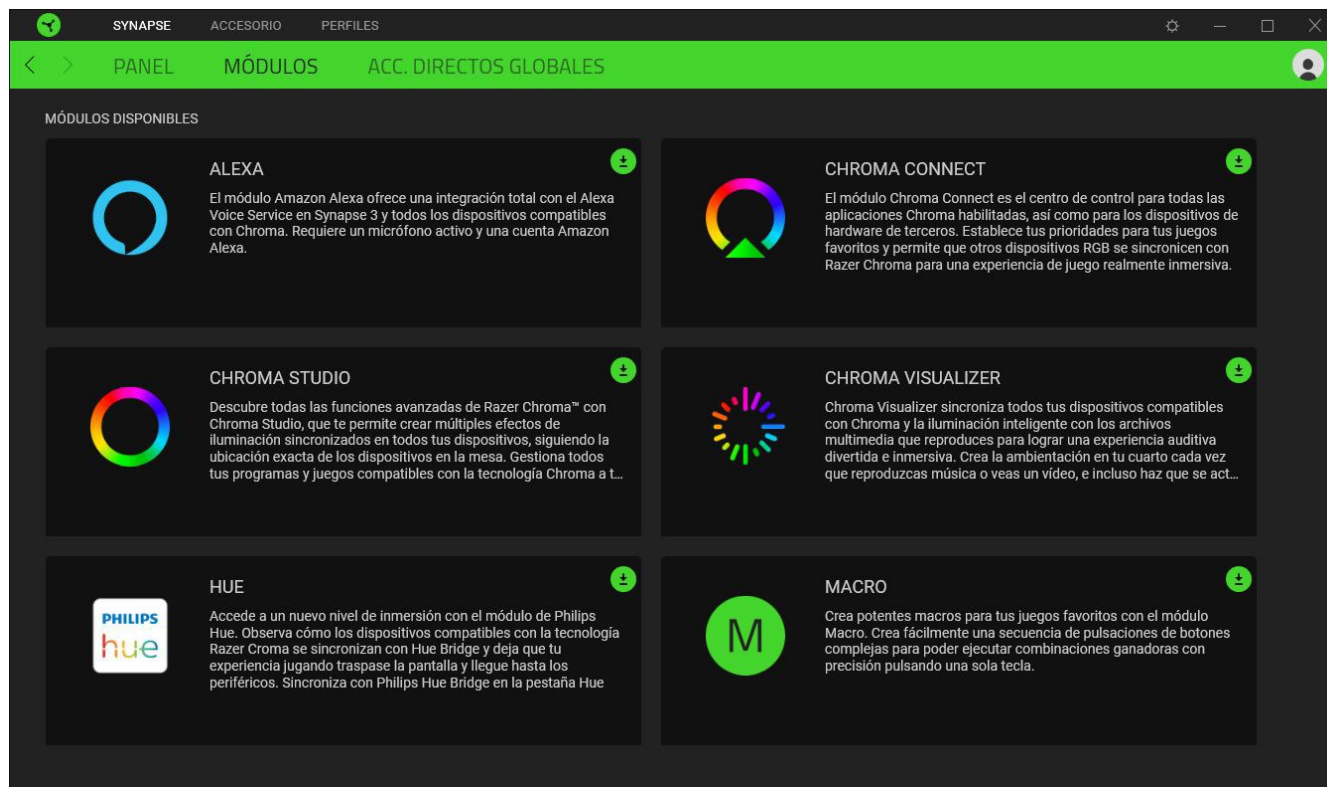 SYNAPSE ACCESORIO PERFILES
PANEL MÓDULOS ACC. DIRECTOS GLOBALES
MÓDULOS DISPONIBLES
ALEXA
El módulo Amazon Alexa ofrece una integración total con el Alexa
Voice Service en Synapse 3 y todos los dispositivos compatibles
con Chroma. Requiere un micrófono activo y una cuenta Amazon
Alexa.
CHROMA CONNECT
El módulo Chroma Connect es el centro de control para todas las
aplicaciones Chroma habilitadas, así como para los dispositivos de
hardware de terceros. Establece tus prioridades para tus juegos
favoritos y permite que otros dispositivos RGB se sincronicen con
Razer Chroma para una experiencia de juego realmente inmersiva.
CHROMA STUDIO
Descubre todas las funciones avanzadas de Razer Chroma™ con
Chroma Studio, que te permite crear múltiples efectos de
iluminación sincronizados en todos tus dispositivos, siguiendo la
ubicación exacta de los dispositivos en la mesa. Gestiona todos
tus programas y juegos compatibles con la tecnología Chroma a t...
CHROMA VISUALIZER
Chroma Visualizer sincroniza todos tus dispositivos compatibles
con Chroma y la iluminación inteligente con los archivos
multimedia que reproduces para lograr una experiencia auditiva
divertida e inmersiva. Crea la ambientación en tu cuarto cada vez
que reproduzcas música o veas un vídeo, e incluso haz que se act...
PHILIPS
hue
HUE
Accede a un nuevo nivel de inmersión con el módulo de Philips
Hue. Observa cómo los dispositivos compatibles con la tecnología
Razer Croma se sincronizan con Hue Bridge y deja que tu
experiencia jugando traspase la pantalla y llegue hasta los
periféricos. Sincroniza con Philips Hue Bridge en la pestaña Hue
M
MACRO
Crea potentes macros para tus juegos favoritos con el módulo
Macro. Crea fácilmente una secuencia de pulsaciones de botones
complejas para poder ejecutar combinaciones ganadoras con
precisión pulsando una sola tecla.